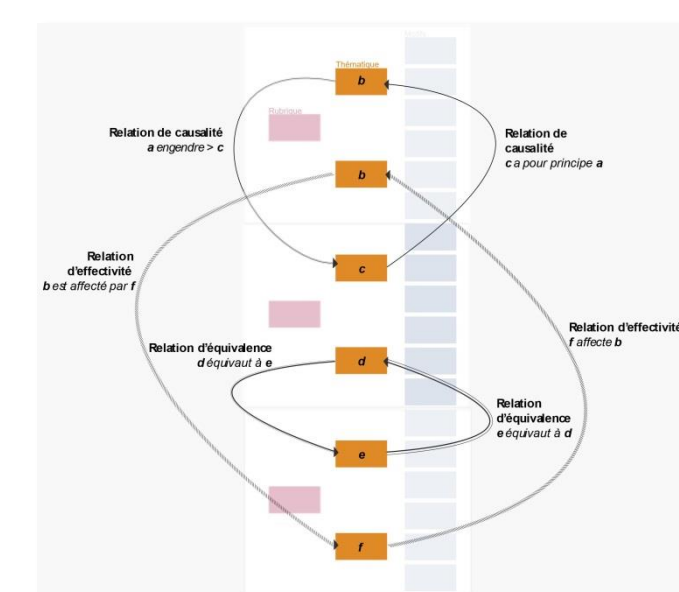 Thématique
b
Rubrique
Relation de causalité
a engendre > c
Relation de
causalité
c a pour principe a
b
Relation
d'effectivité
b est affecté par f
c
Relation d'effectivité
f affecte b
Relation d'équivalence
d équivaut à e
d
Relation
d'équivalence
e équivaut à d
e
f